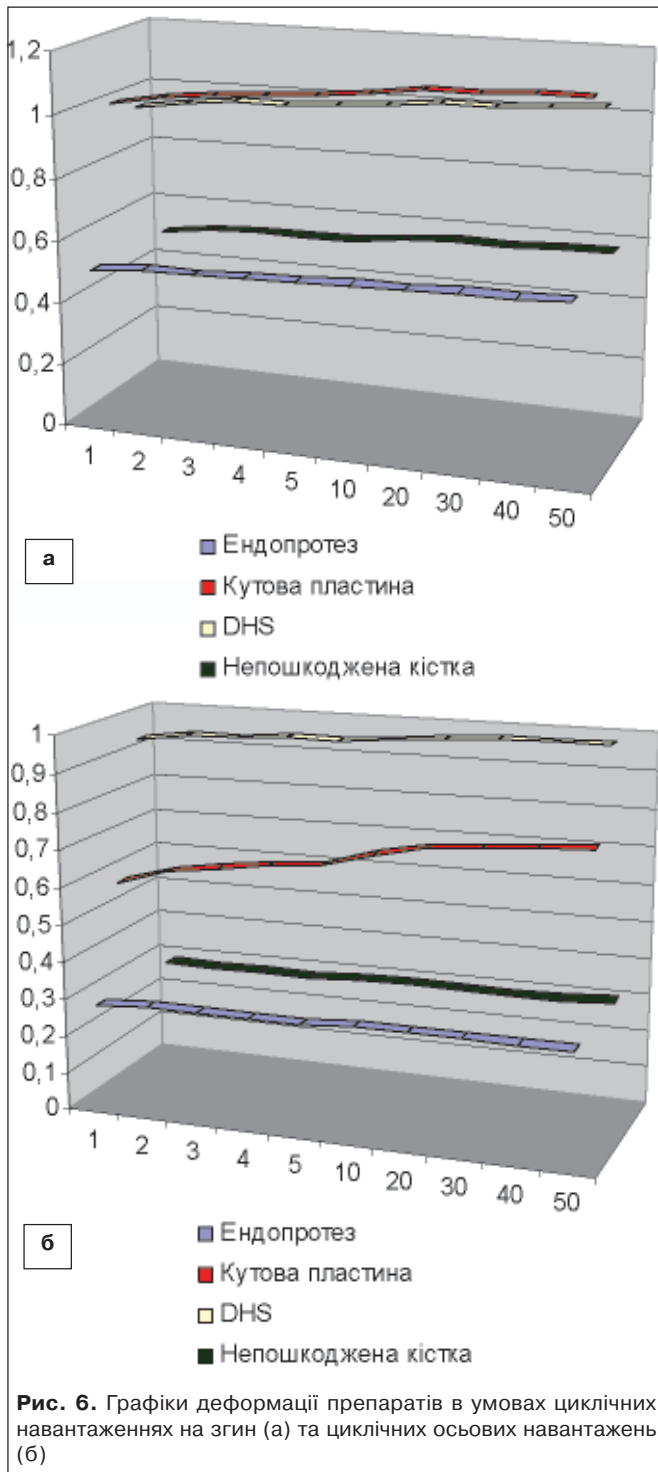 1,2
1
0,8
0,6
0,4
0,2
0
1 2 3 4 5 10 20 30 40 50
а
Ендопротез
Кутова пластина
DHS
Непошкоджена кістка
1
0,9
0,8
0,7
0,6
0,5
0,4
0,3
0,2
0,1
0
1 2 3 4 5 10 20 30 40 50
б
Ендопротез
Кутова пластина
DHS
Непошкоджена кістка
Рис. 6. Графіки деформації препаратів в умовах циклічних
навантаженнях на згин (а) та циклічних осьових навантажень
(б)